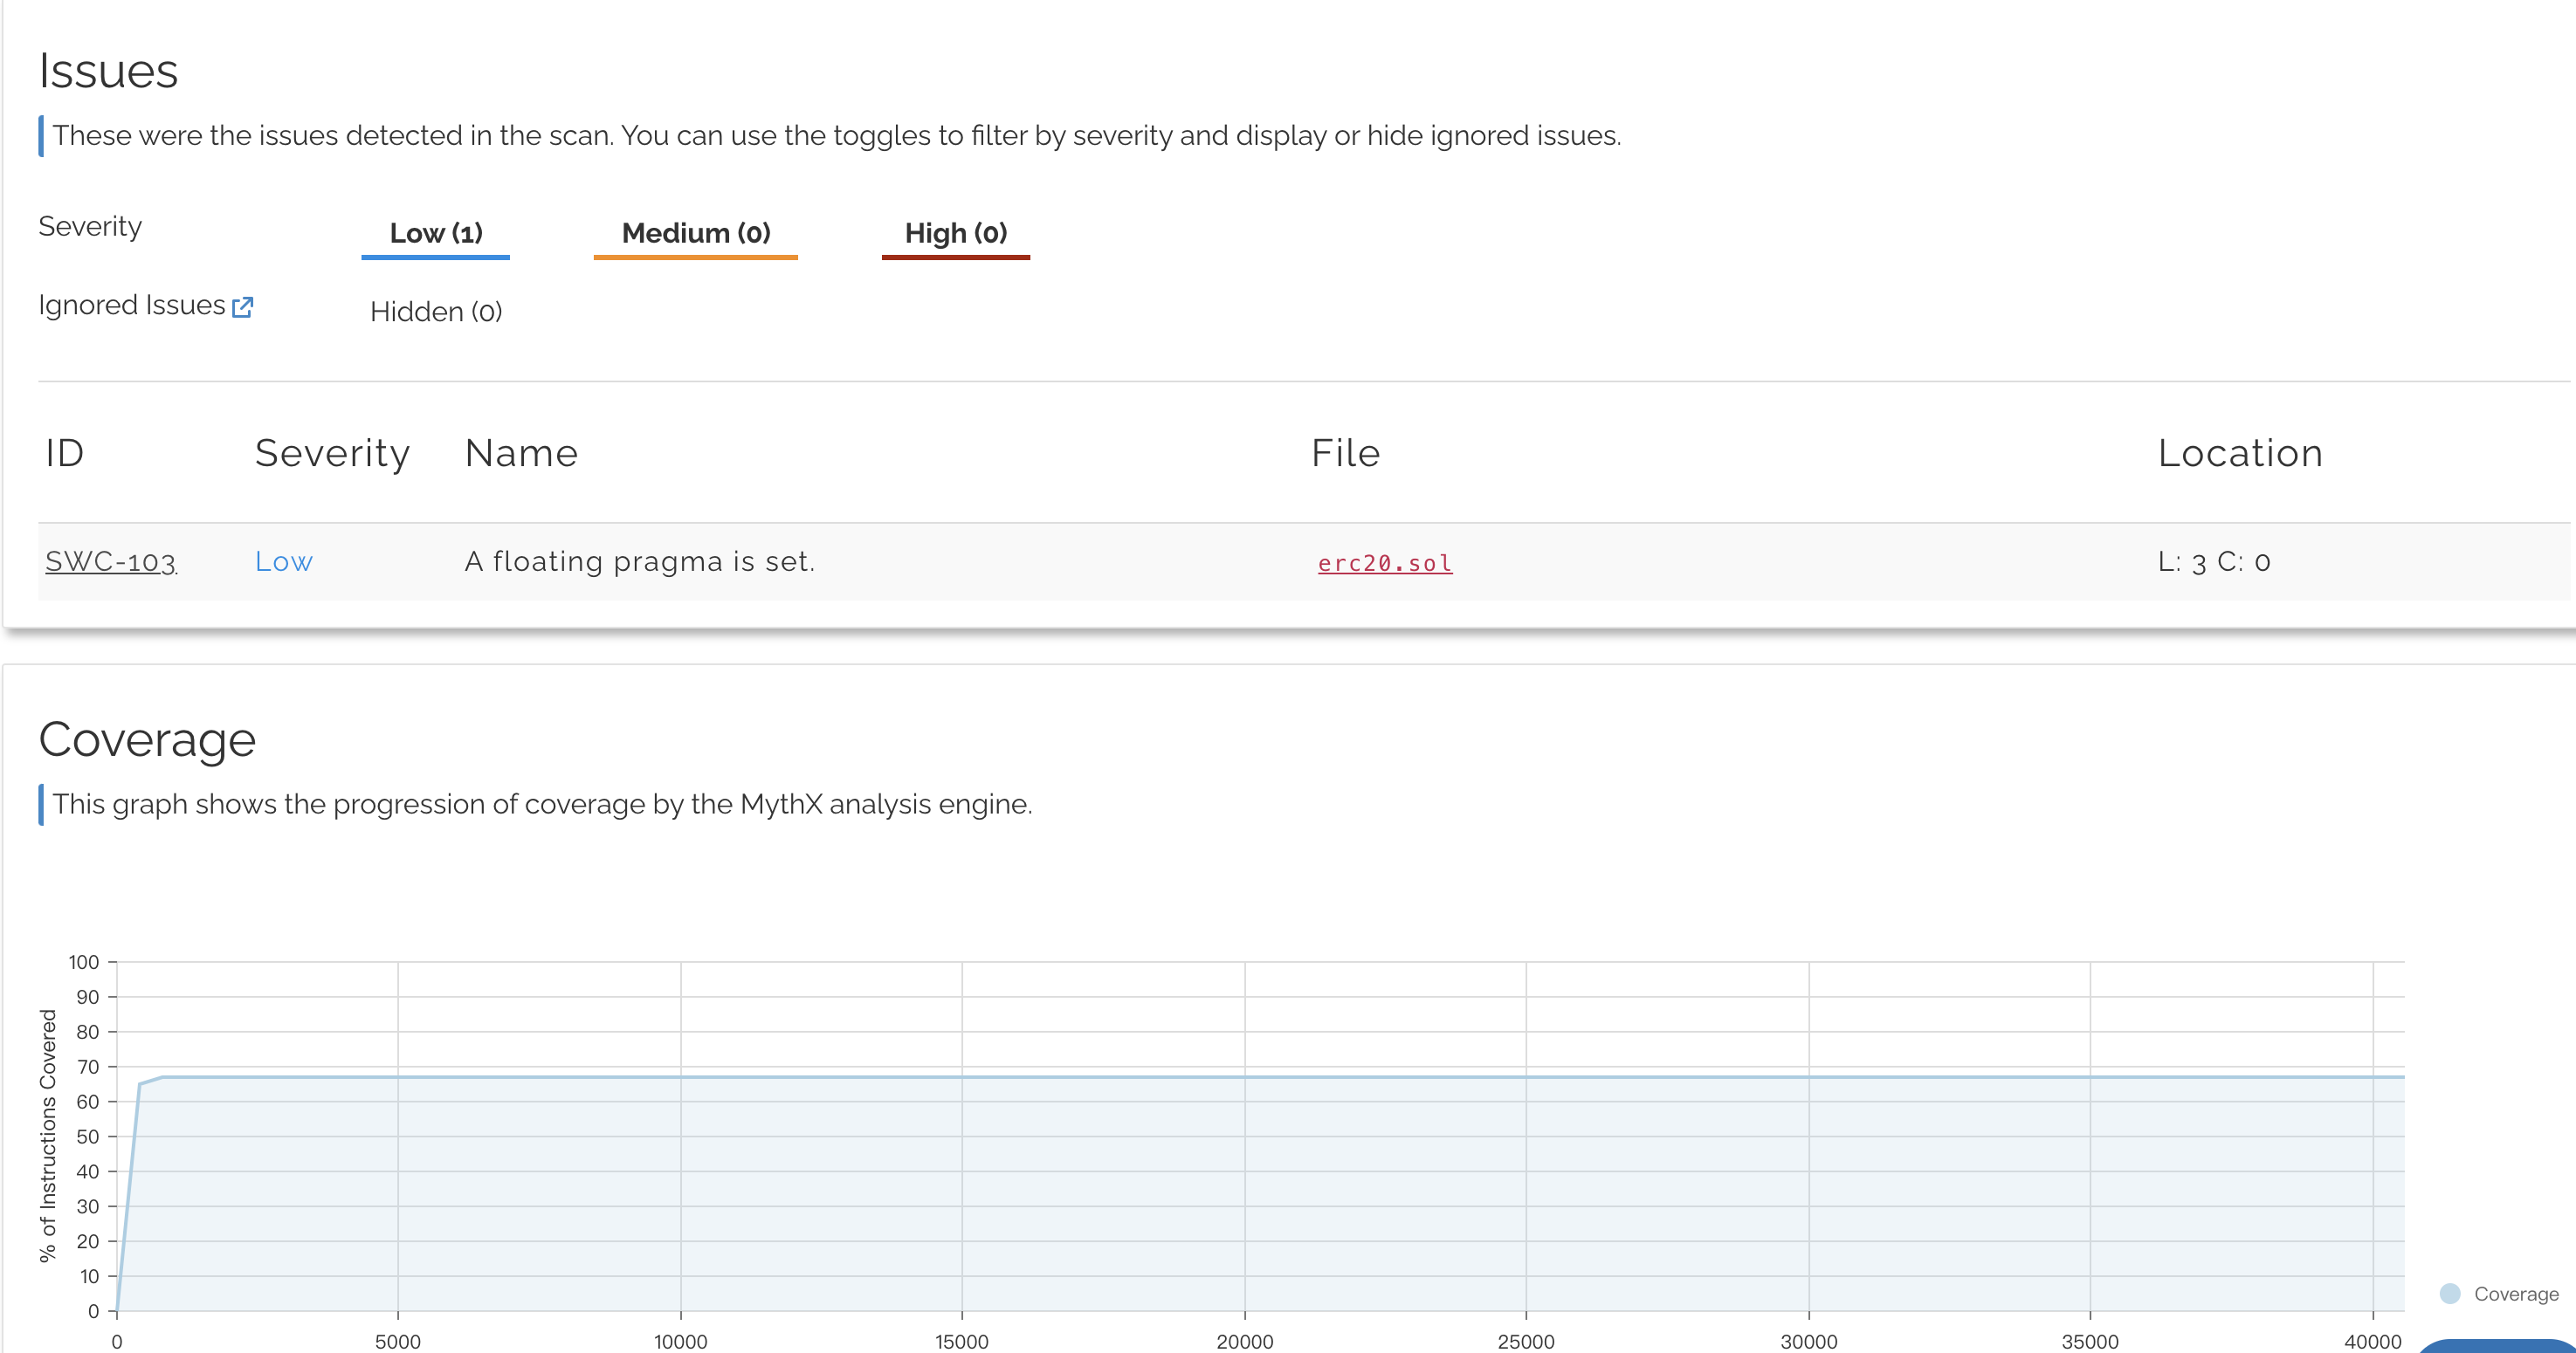 Issues
These were the issues detected in the scan. You can use the toggles to filter by severity and display or hide ignored issues.
Severity Low (1) Medium (0) High (0)
Ignored Issues Hidden (0)
ID Severity Name File Location
SWC-103 Low A floating pragma is set. erc20.sol L: 3 C: 0
Coverage
This graph shows the progression of coverage by the MythX analysis engine.
% of Instructions Covered
100
90
80
70
60
50
40
30
20
10
0
0 5000 10000 15000 20000 25000 30000 35000 40000
Coverage